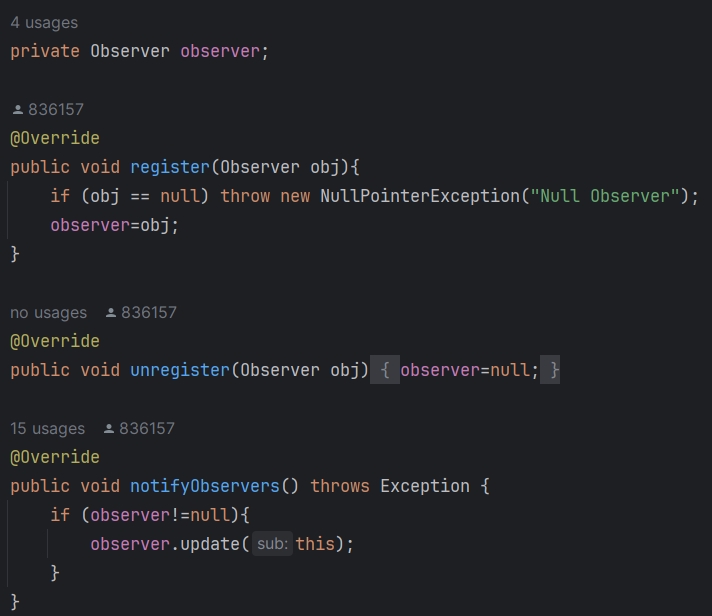 4 usages
private Observer observer;
836157
@Override
public void register(Observer obj){
if (obj == null) throw new NullPointerException("Null Observer");
observer=obj;
}
no usages 836157
@Override
public void unregister(Observer obj) { observer=null; }
15 usages 836157
@Override
public void notifyObservers() throws Exception {
if (observer!=null){
observer.update( sub: this);
}
}